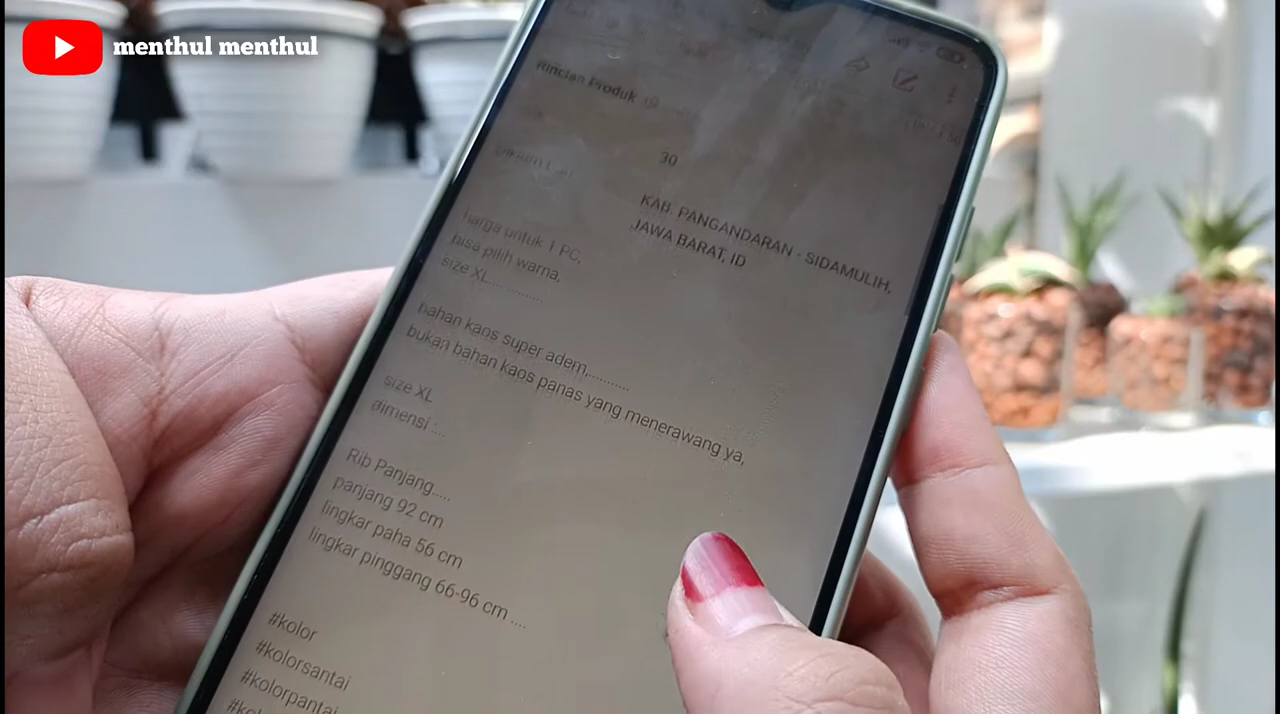 menthul menthul
Rincian Produk
30
KAB. PANGANDARAN - SIDAMULIH,
JAWA BARAT, ID
harga untuk 1 PC,
bisa pilih warna,
size XL..............
bahan kaos super adem,..........
bukan bahan kaos panas yang menerawang ya,
size XL
dimensi :..
Rib Panjang....
panjang 92 cm
lingkar paha 56 cm
lingkar pinggang 66-96 cm ....
#kolor
#kolorsantai
#kolorpantai